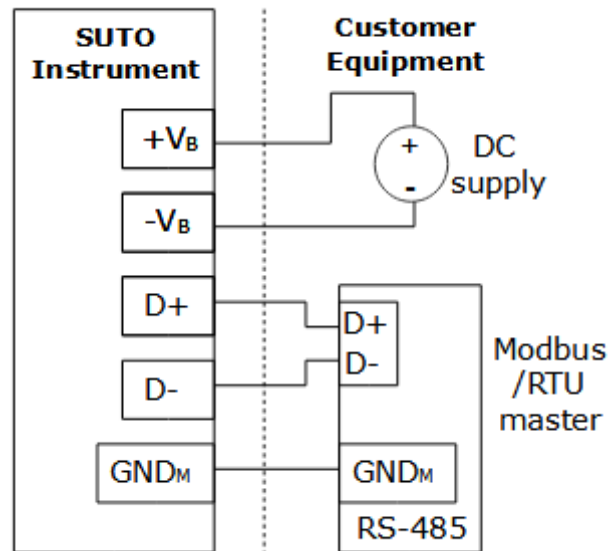 SUTO
Instrument
Customer
Equipment
+VB
-VB
D+
D-
GNDM
+
-
DC
supply
D+
D-
GNDM
RS-485
Modbus
/RTU
master